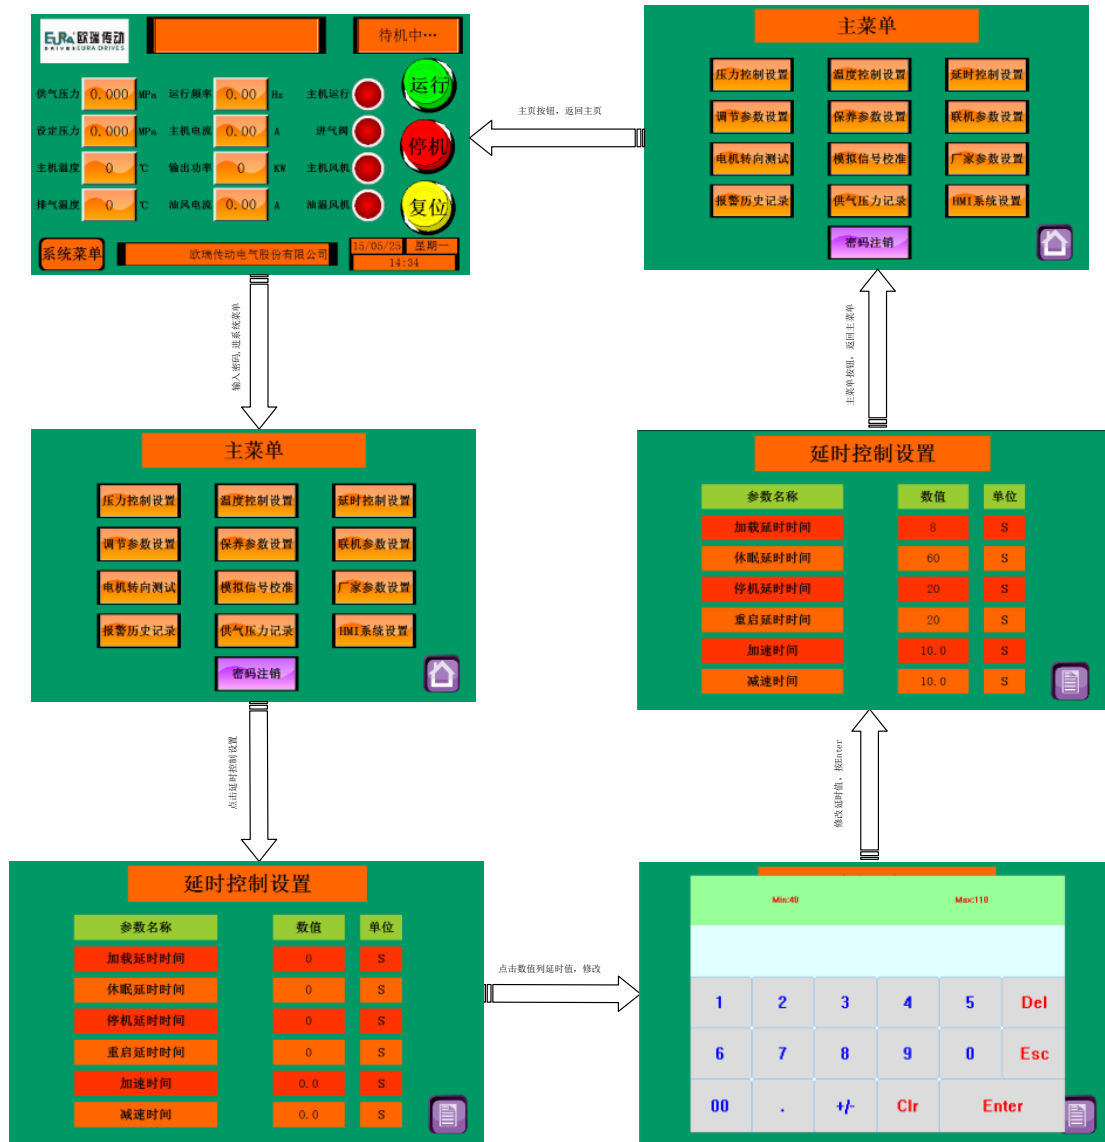 EURA 欧瑞传动
DRIVES EURA DRIVES
待机中···
供气压力 0.000 MPa 运行频率 0.00 Hz 主机运行 运行
设定压力 0.000 MPa 主机电流 0.00 A 进气阀 停机
主机温度 0 ℃ 输出功率 0 KW 主机风机
排气温度 0 ℃ 油风电流 0.00 A 油温风机 复位
系统菜单 欧瑞传动电气股份有限公司 15/05/25 星期一
14:34
主页按钮，返回主页
主菜单
压力控制设置 温度控制设置 延时控制设置
调节参数设置 保养参数设置 联机参数设置
电机转向测试 模拟信号校准 厂家参数设置
报警历史记录 供气压力记录 HMI系统设置
密码注销
输入密码,进系统菜单
主菜单按钮，返回主菜单
主菜单
压力控制设置 温度控制设置 延时控制设置
调节参数设置 保养参数设置 联机参数设置
电机转向测试 模拟信号校准 厂家参数设置
报警历史记录 供气压力记录 HMI系统设置
密码注销
延时控制设置
参数名称 数值 单位
加载延时时间 8 S
休眠延时时间 60 S
停机延时时间 20 S
重启延时时间 20 S
加速时间 10.0 S
减速时间 10.0 S
点击延时控制设置
修改延时值，按Enter
延时控制设置
参数名称 数值 单位
加载延时时间 0 S
休眠延时时间 0 S
停机延时时间 0 S
重启延时时间 0 S
加速时间 0.0 S
减速时间 0.0 S
点击数值列延时值，修改
Min:40 Max:110
1 2 3 4 5 Del
6 7 8 9 0 Esc
00 . +/- Clr Enter